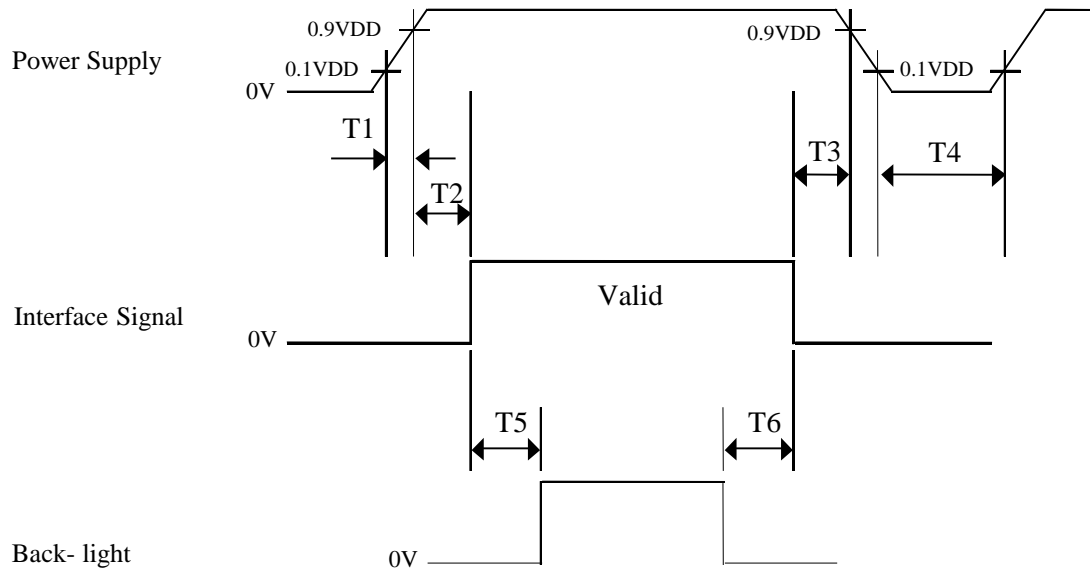 0.9VDD
0.9VDD
Power Supply
0.1VDD
0.1VDD
0V
T1
T3
T4
T2
Valid
Interface Signal
0V
T5
T6
Back- light
0V